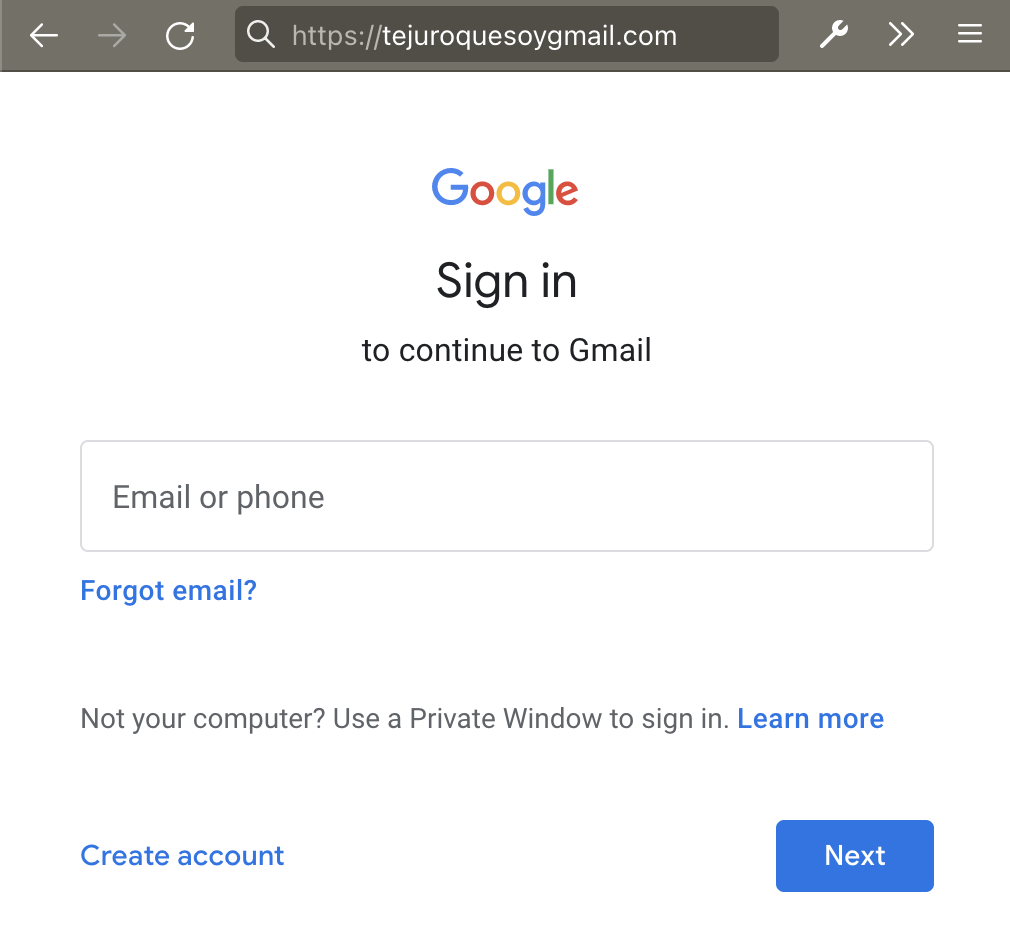 https://tejuroquesoygmail.com
Google
Sign in
to continue to Gmail
Email or phone
Forgot email?
Not your computer? Use a Private Window to sign in. Learn more
Create account
Next